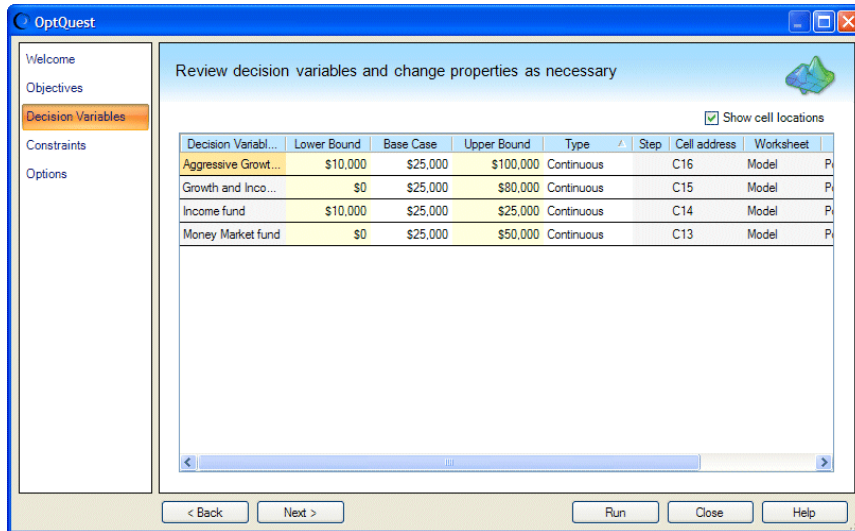 OptQuest
Welcome
Objectives
Decision Variables
Constraints
Options
Review decision variables and change properties as necessary
Show cell locations
Decision Variabl... Lower Bound Base Case Upper Bound Type Step Cell address Worksheet
Aggressive Growt... $10,000 $25,000 $100,000 Continuous C16 Model
Growth and Inco... $0 $25,000 $80,000 Continuous C15 Model
Income fund $10,000 $25,000 $25,000 Continuous C14 Model
Money Market fund $0 $25,000 $50,000 Continuous C13 Model
< Back Next > Run Close Help